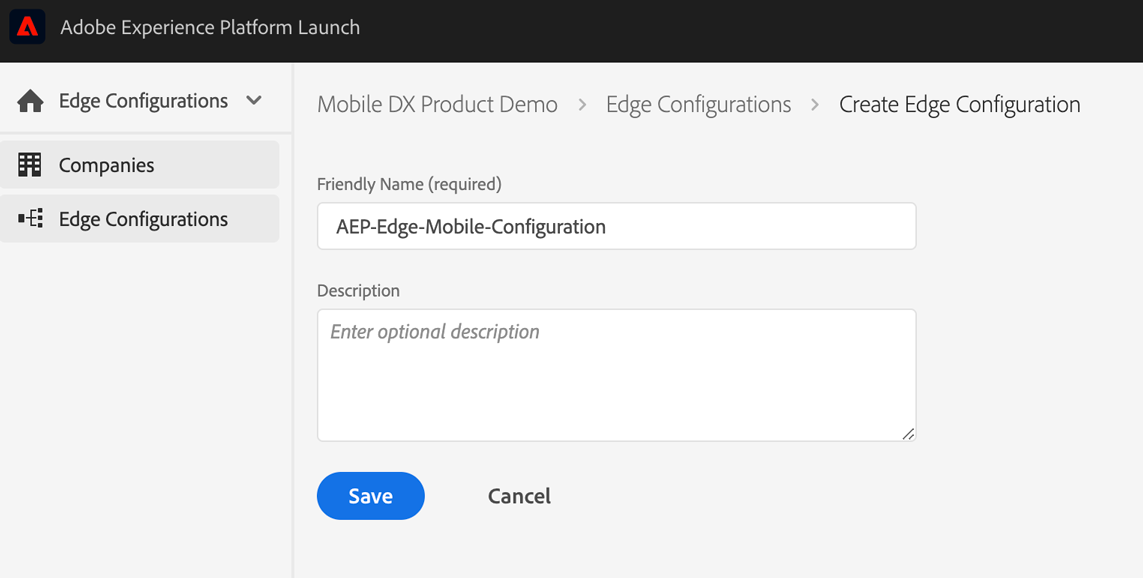 Adobe Experience Platform Launch
Edge Configurations
Companies
Edge Configurations
Mobile DX Product Demo > Edge Configurations > Create Edge Configuration
Friendly Name (required)
AEP-Edge-Mobile-Configuration
Description
Enter optional description
Save Cancel